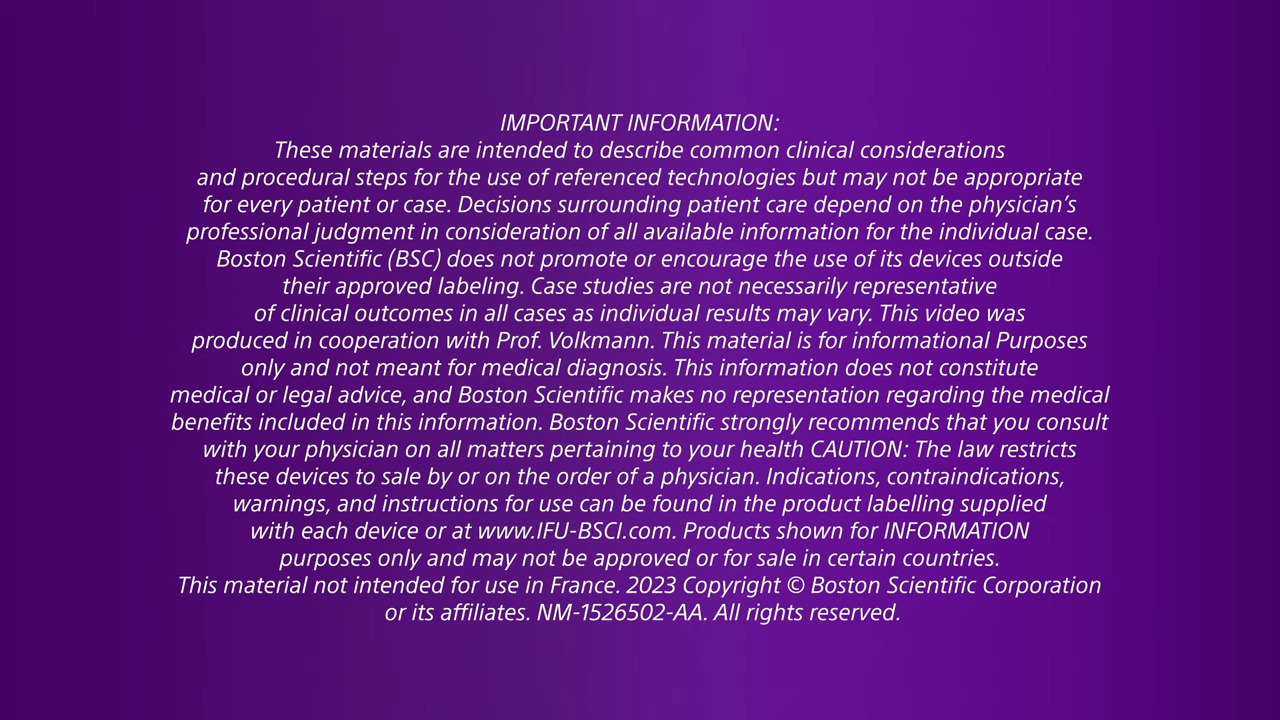 IMPORTANT INFORMATION:
These materials are intended to describe common clinical considerations
and procedural steps for the use of referenced technologies but may not be appropriate
for every patient or case. Decisions surrounding patient care depend on the physician’s
professional judgment in consideration of all available information for the individual case.
Boston Scientific (BSC) does not promote or encourage the use of its devices outside
their approved labeling. Case studies are not necessarily representative
of clinical outcomes in all cases as individual results may vary. This video was
produced in cooperation with Prof. Volkmann. This material is for informational Purposes
only and not meant for medical diagnosis. This information does not constitute
medical or legal advice, and Boston Scientific makes no representation regarding the medical
benefits included in this information. Boston Scientific strongly recommends that you consult
with your physician on all matters pertaining to your health CAUTION: The law restricts
these devices to sale by or on the order of a physician. Indications, contraindications,
warnings, and instructions for use can be found in the product labelling supplied
with each device or at www.IFU-BSCI.com. Products shown for INFORMATION
purposes only and may not be approved or for sale in certain countries.
This material not intended for use in France. 2023 Copyright © Boston Scientific Corporation
or its affiliates. NM-1526502-AA. All rights reserved.